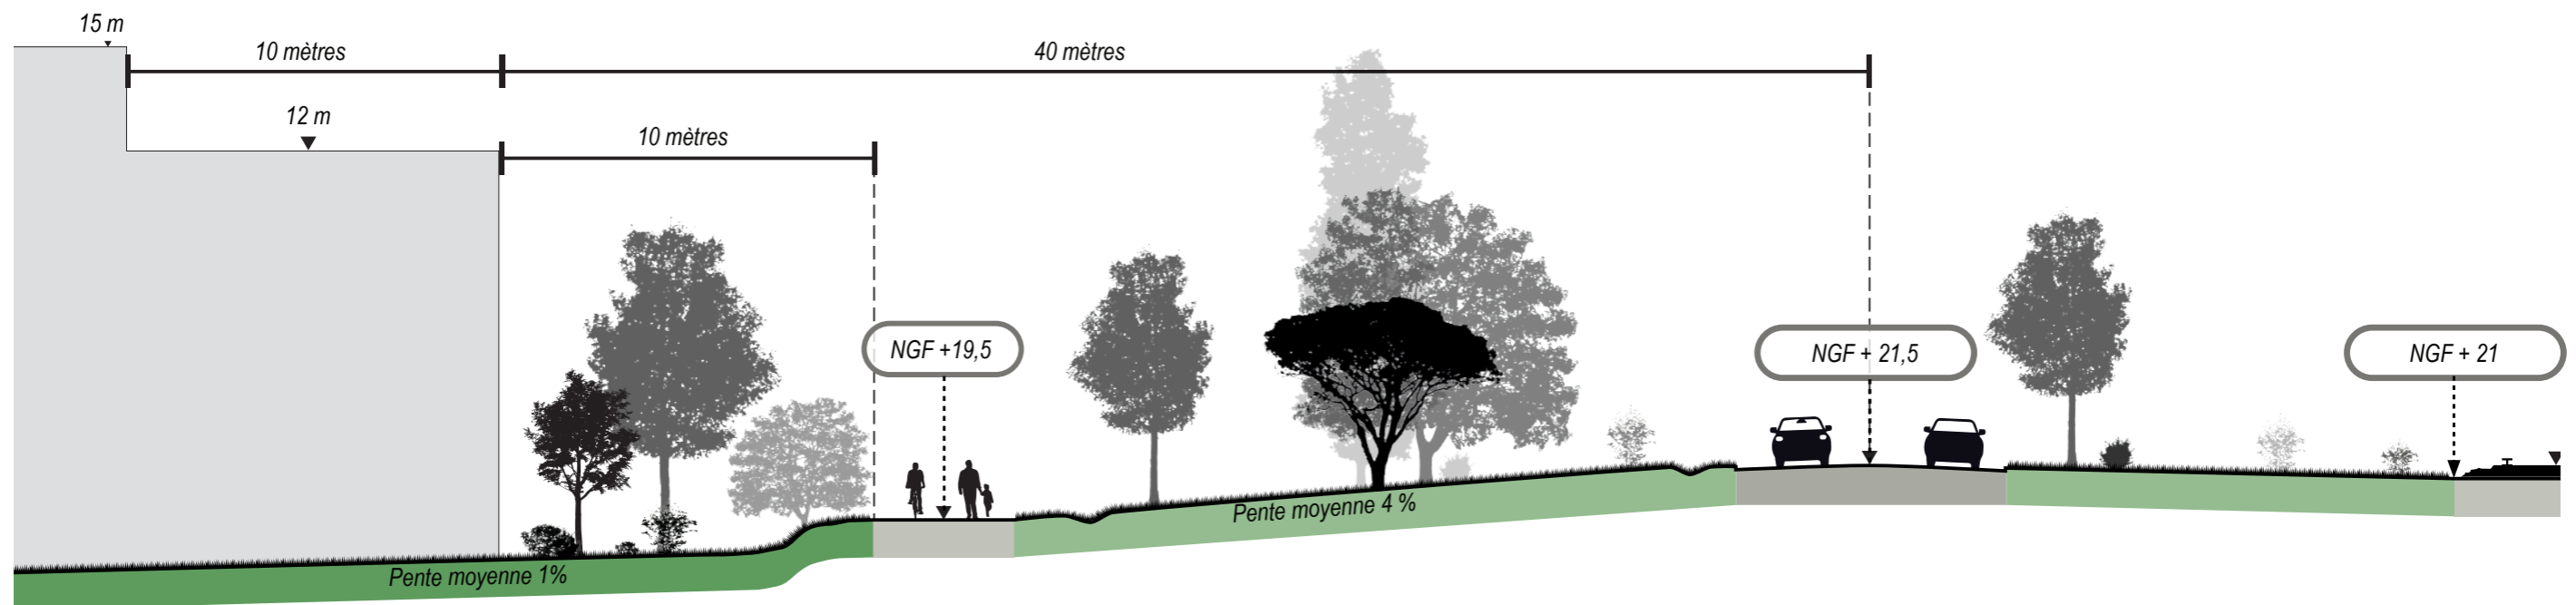 15 m
10 mètres
40 mètres
12 m
10 mètres
NGF +19,5
NGF + 21,5
NGF + 21
Pente moyenne 4 %
Pente moyenne 1%